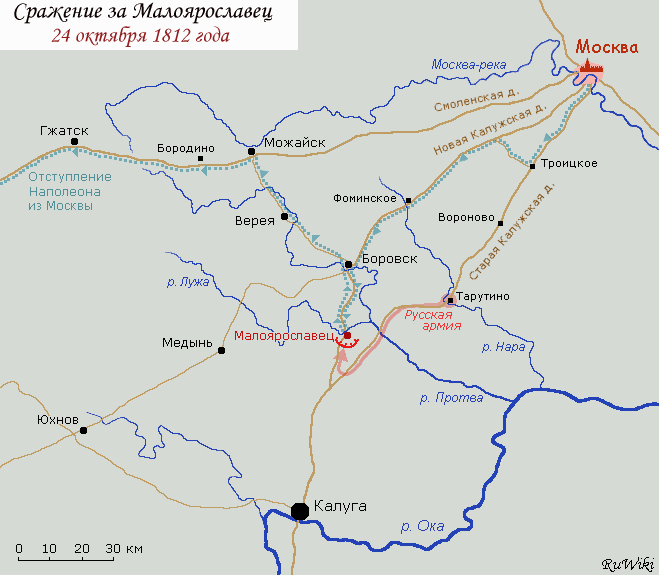 Сражение за Малоярославец
24 октября 1812 года
Москва
Москва-река
Смоленская д.
Новая Калужская д.
Гжатск
Бородино
Можайск
Троицкое
Отступление
Наполеона
из Москвы
Фоминское
Верея
Вороново
Старая Калужская д.
Боровск
р. Лужа
Тарутино
Русская
армия
Малоярославец
Медынь
р. Нара
р. Протва
Юхнов
Калуга
р. Ока
0 10 20 30 км
RuWiki